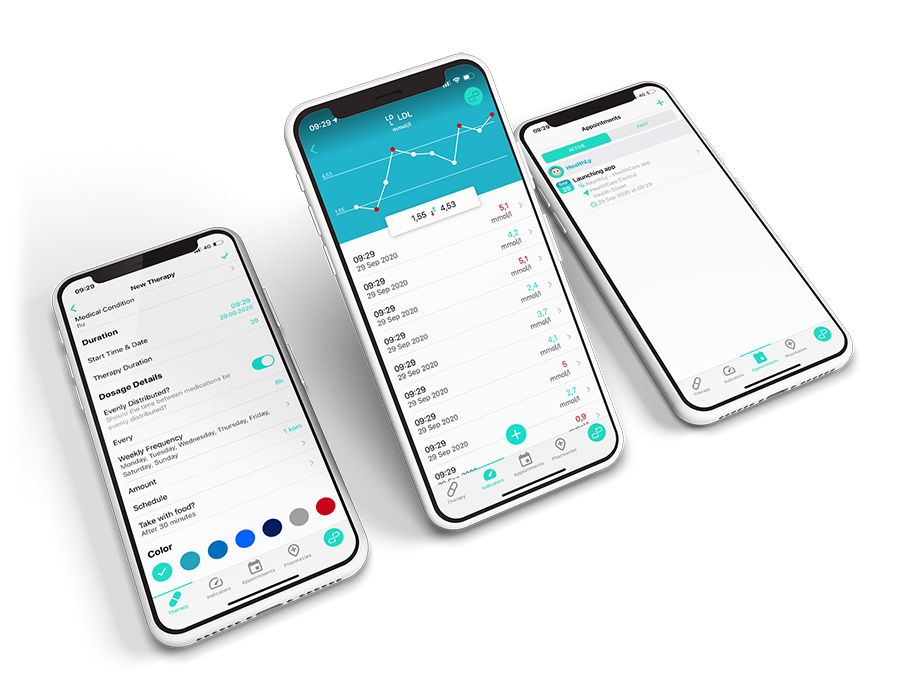 09:29
4G
New Therapy
Medical Condition
flu
Duration
Start Time & Date
09:29
29.09.2020
Therapy Duration
29
Dosage Details
Evenly Distributed?
Should the time between medications be
evenly distributed?
Every
8h
Weekly Frequency
Monday, Tuesday, Wednesday, Thursday, Friday,
Saturday, Sunday
Amount
1 kom
Schedule
Take with food?
After 30 minutes
Color
Therapy
Indicators
Appointments
Pharmacies
09:29
LD
L
LDL
mmol/l
4,53
1,55
1,55
4,53
09:29
29 Sep 2020
5,1
mmol/l
09:29
29 Sep 2020
4,2
mmol/l
09:29
29 Sep 2020
5,1
mmol/l
09:29
29 Sep 2020
2,4
mmol/l
09:29
29 Sep 2020
3,7
mmol/l
09:29
29 Sep 2020
4,1
mmol/l
09:29
29 Sep 2020
5
mmol/l
09:29
29 Sep 2020
2,7
mmol/l
09:29
29 Sep 2020
0,9
mmol/l
Therapy
Indicators
Appointments
Pharmacies
09:29
4G
Appointments
ACTIVE
PAST
HealthLy
29
Launching app
HealthLy - HealthCare app
HealthCare Central
Health Street
29 Sep 2020 at 09:29
Therapy
Indicators
Appointments
Pharmacies